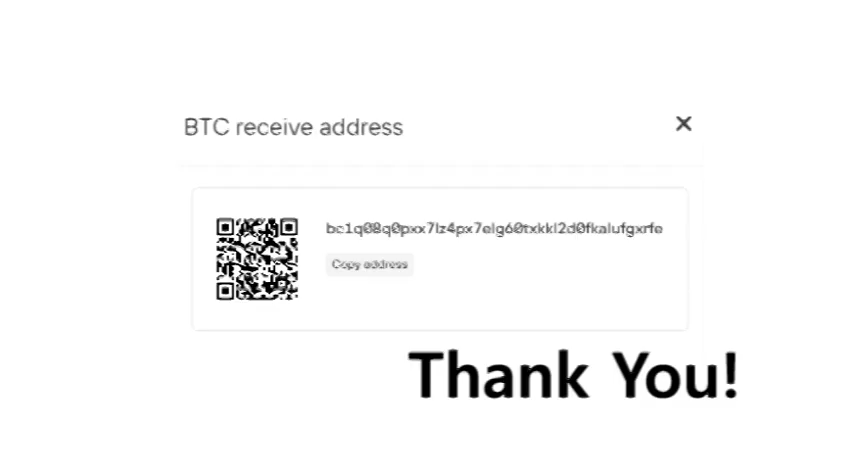 BTC receive address
bc1q08q0pxx7lz4px7elg60txkkl2d0fkalufgxrfe
Copy address
Thank You!